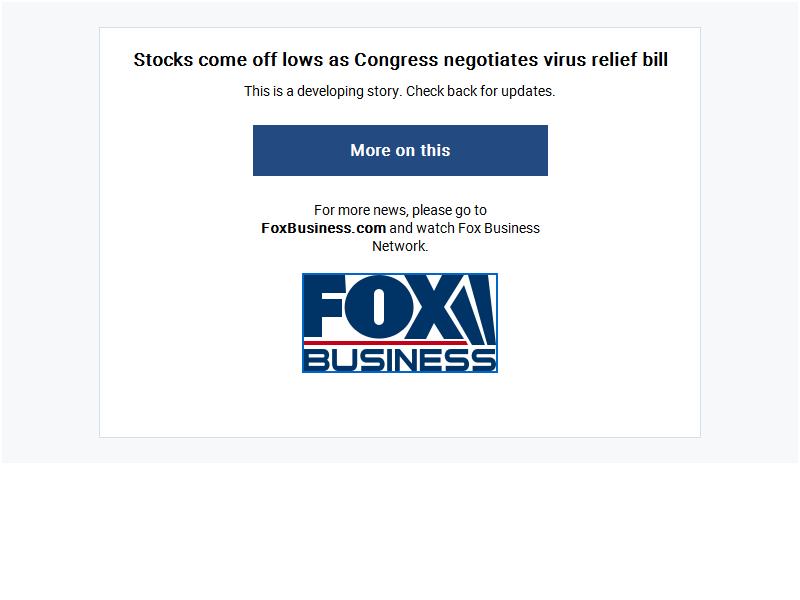 Stocks come off lows as Congress negotiates virus relief bill
This is a developing story. Check back for updates.
More on this
For more news, please go to
FoxBusiness.com and watch Fox Business
Network.
FOX
BUSINESS